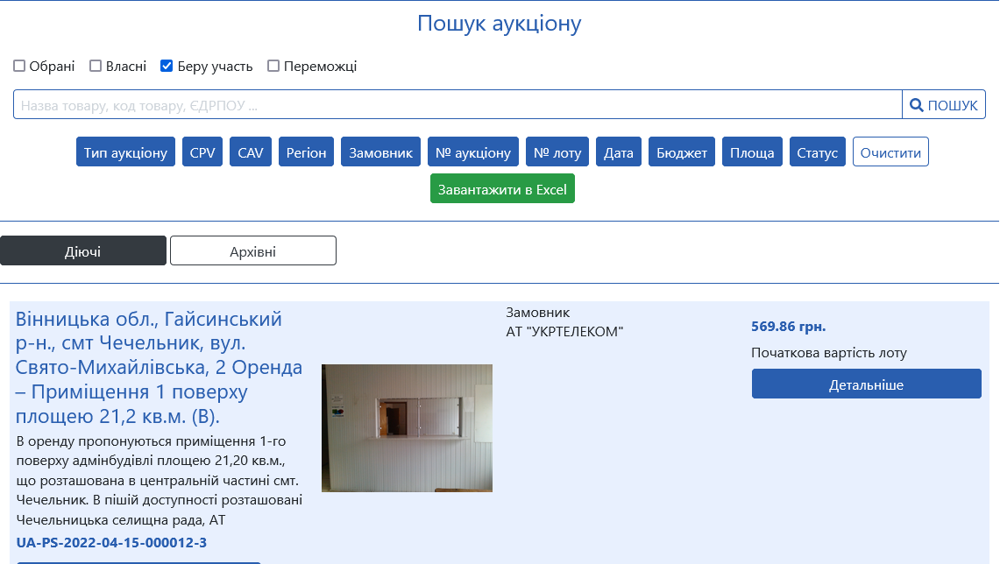 Пошук аукціону
Обрані Власні Беру участь Переможці
Назва товару, код товару, ЄДРПОУ ... ПОШУК
Тип аукціону CPV CAV Регіон Замовник № аукціону № лоту Дата Бюджет Площа Статус Очистити
Завантажити в Excel
Діючі Архівні
Вінницька обл., Гайсинський
р-н., смт Чечельник, вул.
Свято-Михайлівська, 2 Оренда
– Приміщення 1 поверху
площею 21,2 кв.м. (В).
В оренду пропонуються приміщення 1-го
поверху адмінбудівлі площею 21,20 кв.м.,
що розташована в центральній частині смт.
Чечельник. В пішій доступності розташовані
Чечельницька селищна рада, АТ
UA-PS-2022-04-15-000012-3
Замовник
АТ "УКРТЕЛЕКОМ"
569.86 грн.
Початкова вартість лоту
Детальніше